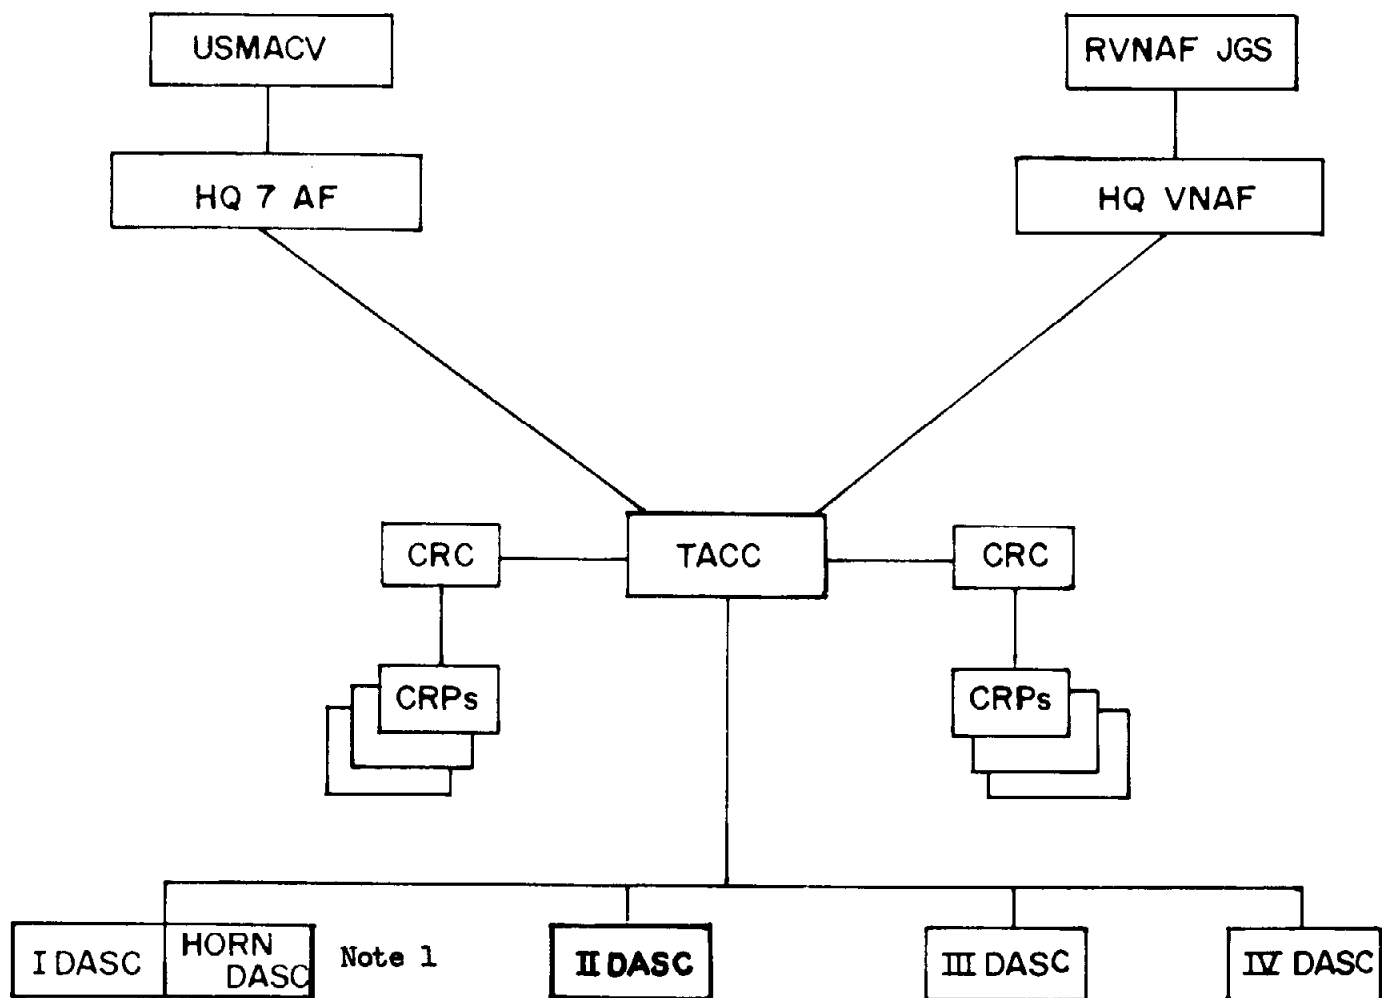 USMACV
RVNAF JGS
HQ 7 AF
HQ VNAF
CRC
TACC
CRC
CRPs
CRPs
I DASC
HORN
DASC
Note 1
II DASC
III DASC
IV DASC